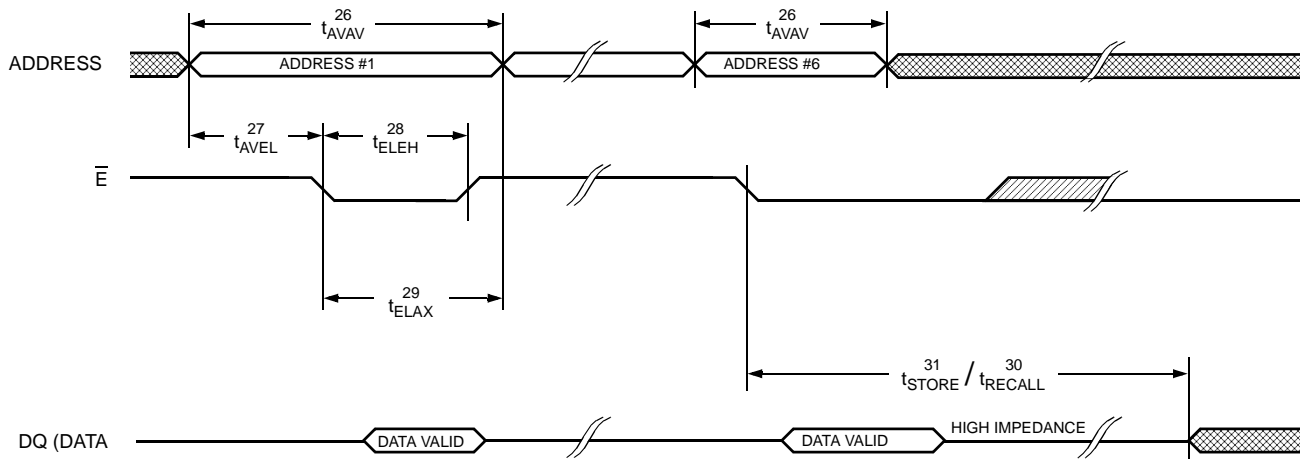 26
tAVAV
26
tAVAV
ADDRESS
ADDRESS #1
ADDRESS #6
27
tAVEL
28
tELEH
E
29
tELAX
31
tSTORE / 30
tRECALL
DQ (DATA
DATA VALID
DATA VALID
HIGH IMPEDANCE